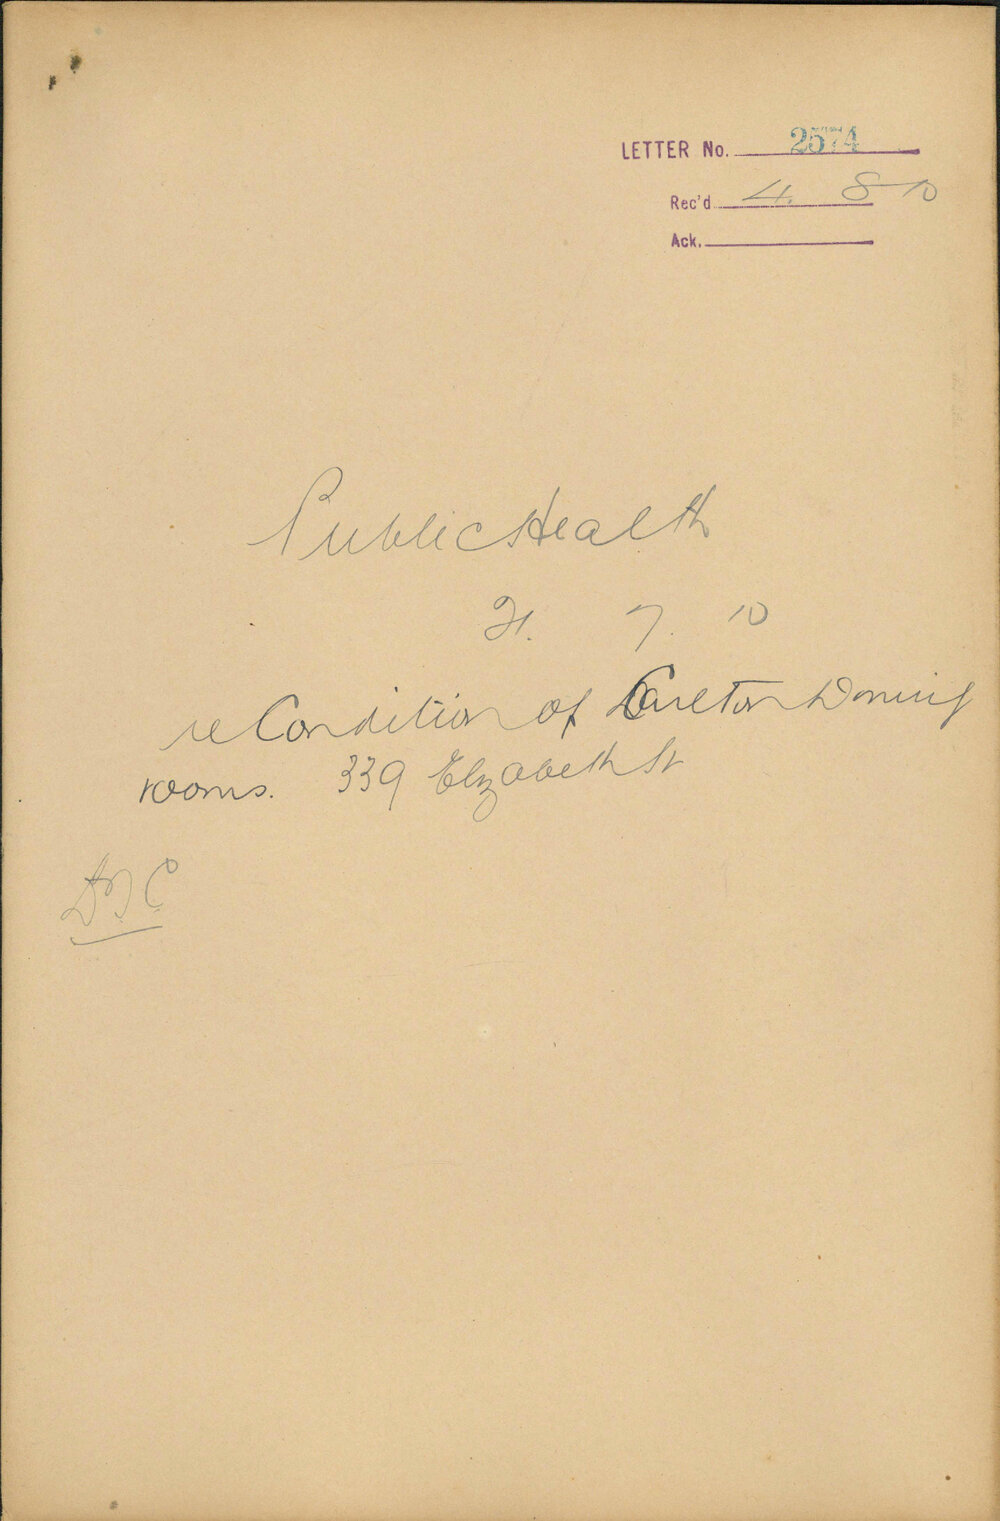 LETTER No. 2574
Rec'd 4. 8 10
Ack.
Public Health
21. 7. 10
re Condition of Carlton Dining
rooms. 339 Elizabeth St